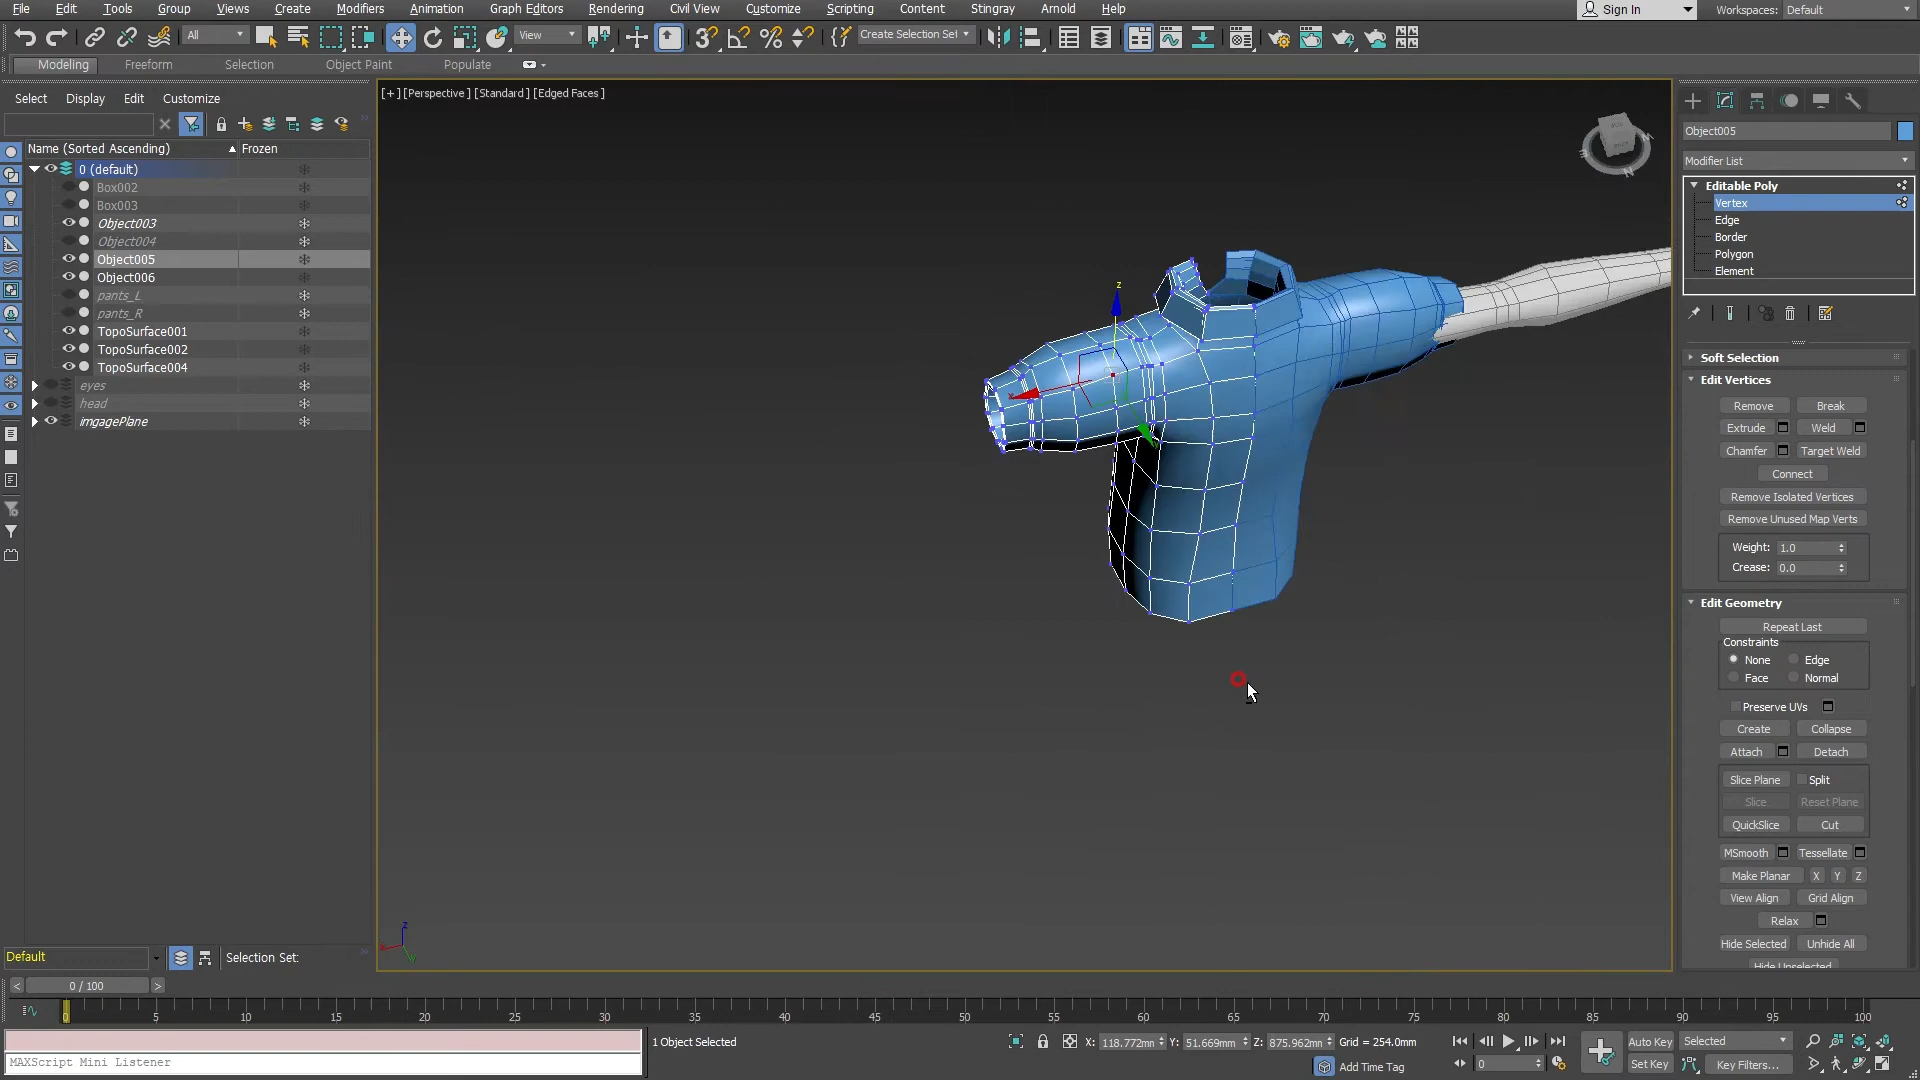 File Edit Tools Group Views Create Modifiers Animation Graph Editors Rendering Civil View Customize Scripting Content Stingray Arnold Help Sign In Workspaces: Default
All View Create Selection Set
Modeling Freeform Selection Object Paint Populate
Select Display Edit Customize
[+] [Perspective] [Standard] [Edged Faces]
Name (Sorted Ascending) Frozen
0 (default)
Box002
Box003
Object003
Object004
Object005
Object006
pants_L
pants_R
TopoSurface001
TopoSurface002
TopoSurface004
eyes
head
imgagePlane
z
x
Object005
Modifier List
Editable Poly
Vertex
Edge
Border
Polygon
Element
Soft Selection
Edit Vertices
Remove Break
Extrude Weld
Chamfer Target Weld
Connect
Remove Isolated Vertices
Remove Unused Map Verts
Weight: 1.0
Crease: 0.0
Edit Geometry
Repeat Last
Constraints
None Edge
Face Normal
Preserve UVs
Create Collapse
Attach Detach
Slice Plane Split
Slice Reset Plane
QuickSlice Cut
MSmooth Tessellate
Make Planar X Y Z
View Align Grid Align
Relax
Hide Selected Unhide All
Hide Unselected
z
Default Selection Set:
< 0 / 100 >
0 5 10 15 20 25 30 35 40 45 50 55 60 65 70 75 80 85 90 95 100
1 Object Selected X: 118.772mm Y: 51.669mm Z: 875.962mm Grid = 254.0mm Auto Key Selected
MAXScript Mini Listener Add Time Tag 0 Set Key Key Filters...